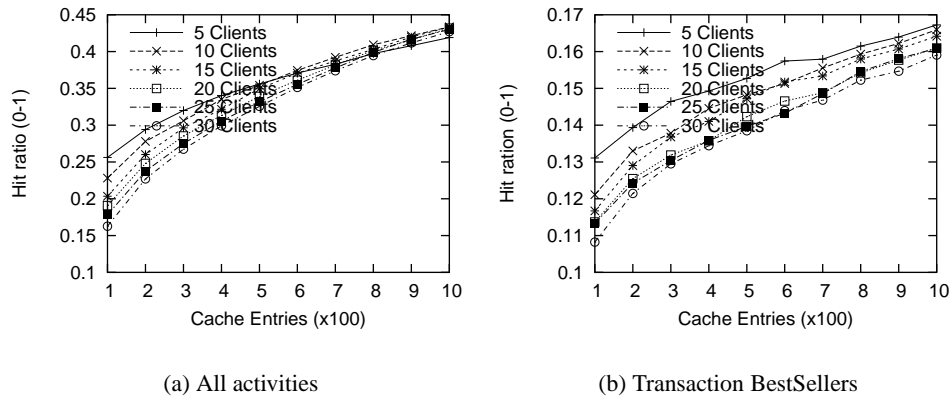 0.45
0.4
0.35
0.3
0.25
0.2
0.15
0.1
1 2 3 4 5 6 7 8 9 10
Hit ratio (0-1)
Cache Entries (x100)
5 Clients
10 Clients
15 Clients
20 Clients
25 Clients
30 Clients
(a) All activities
0.17
0.16
0.15
0.14
0.13
0.12
0.11
0.1
1 2 3 4 5 6 7 8 9 10
Hit ration (0-1)
Cache Entries (x100)
5 Clients
10 Clients
15 Clients
20 Clients
25 Clients
30 Clients
(b) Transaction BestSellers